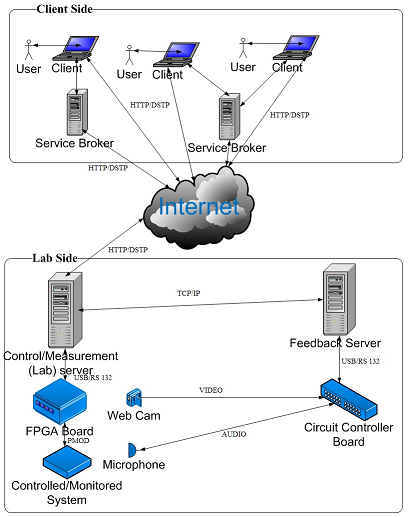 Client Side
User
Client
User
Client
User
Client
HTTP/DSTP
HTTP/DSTP
Service Broker
Service Broker
HTTP/DSTP
Internet
HTTP/DSTP
Lab Side
TCP/IP
Control/Measurement
(Lab) server
Feedback Server
USB/RS 132
USB/RS 132
VIDEO
Web Cam
FPGA Board
Circuit Controller
Board
PMOD
AUDIO
Microphone
Controlled/Monitored
System